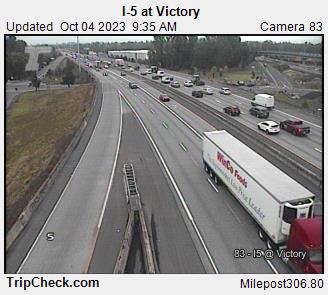 I-5 at Victory
Updated Oct 04 2023 9:35 AM Camera 83
WinCo Foods
S
83 - I5 @ Victory
TripCheck.com Milepost306.80